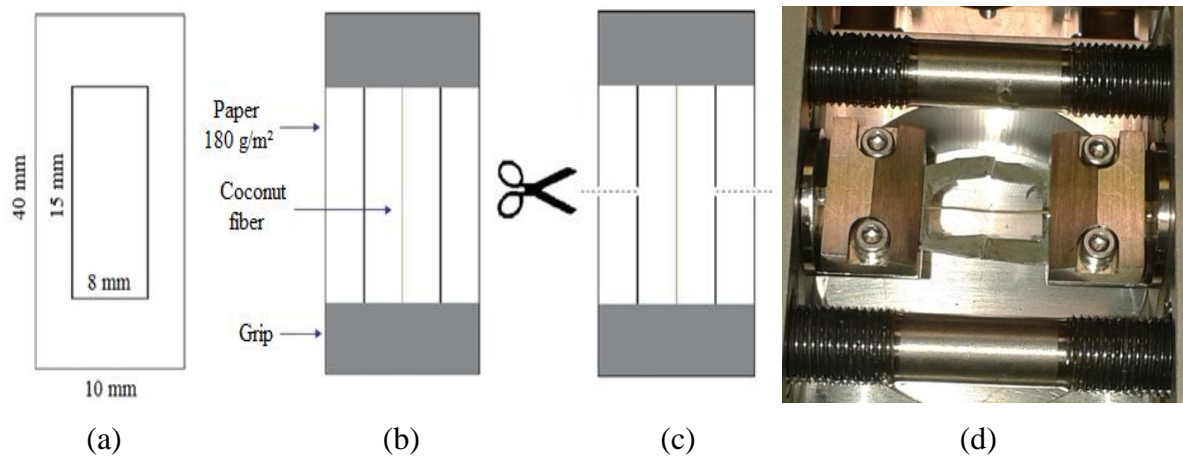 40 mm
15 mm
8 mm
10 mm
Paper
180 g/m²
Coconut
fiber
Grip
(a)
(b)
(c)
(d)